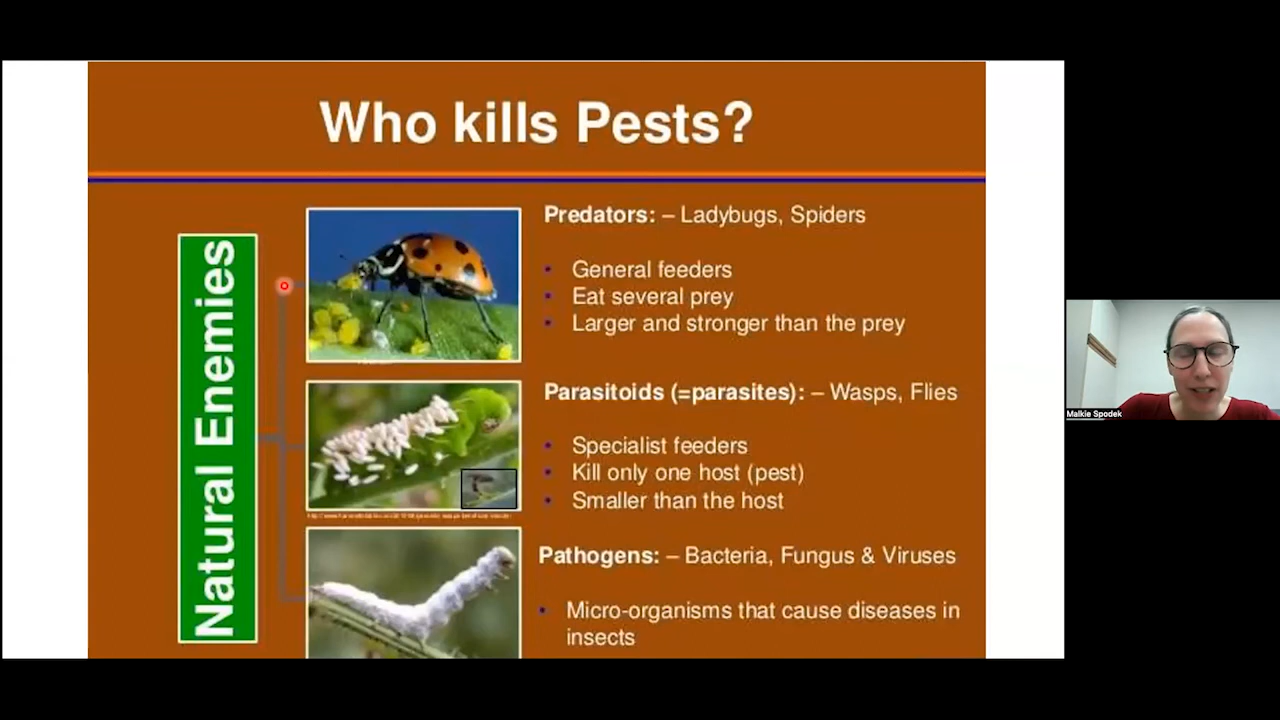 Who kills Pests?
Natural Enemies
Predators: – Ladybugs, Spiders
• General feeders
• Eat several prey
• Larger and stronger than the prey
Parasitoids (=parasites): – Wasps, Flies
• Specialist feeders
• Kill only one host (pest)
• Smaller than the host
Pathogens: – Bacteria, Fungus & Viruses
• Micro-organisms that cause diseases in
insects
Malkie Spodek